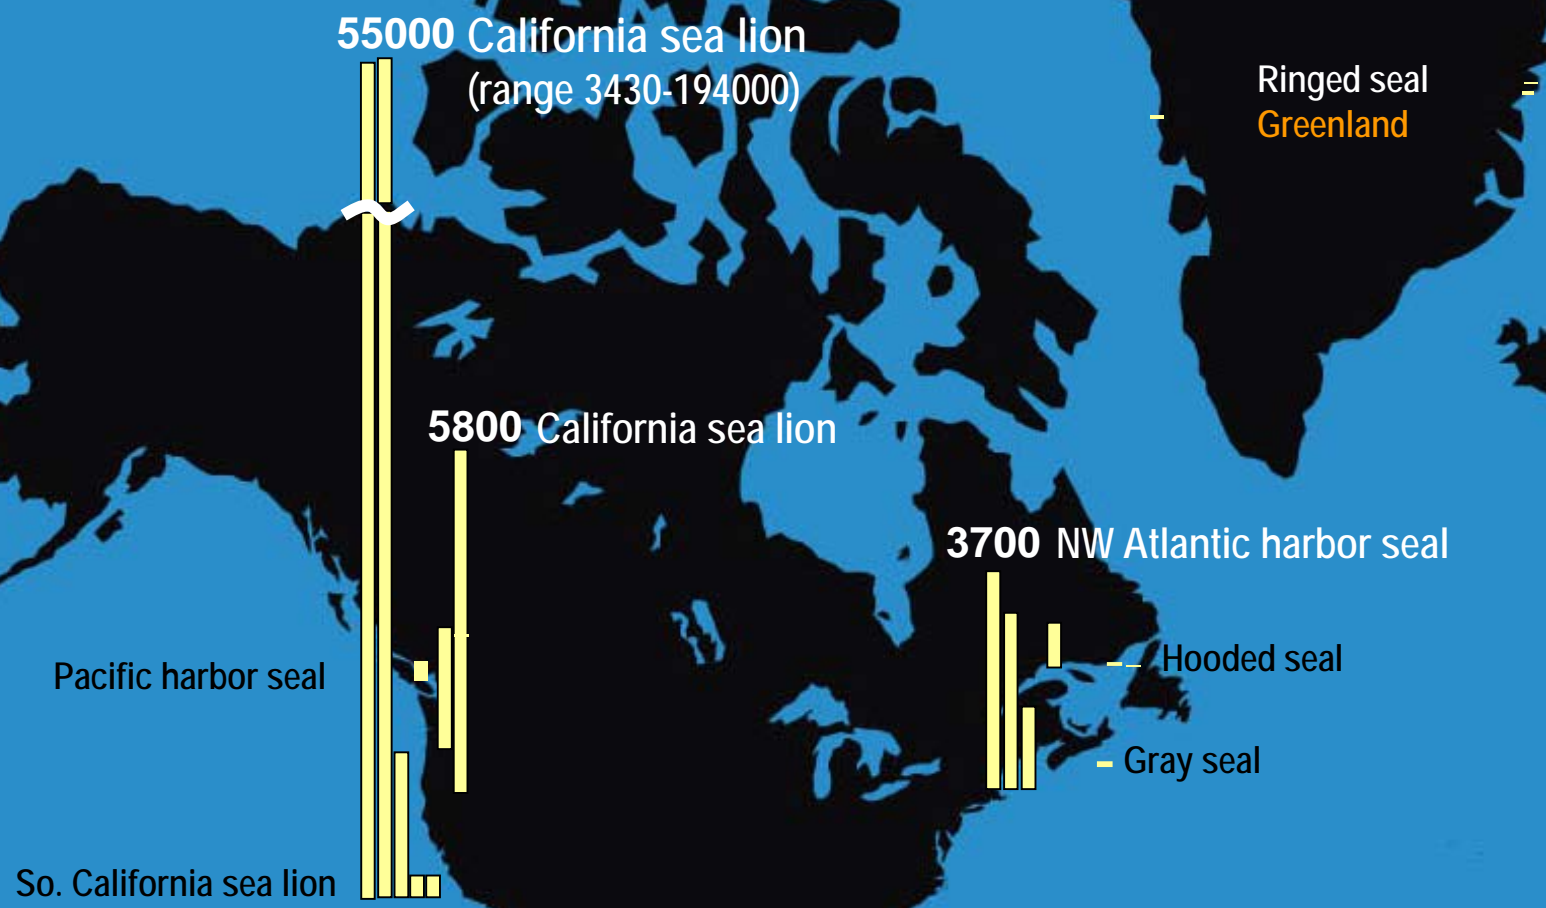 55000 California sea lion
(range 3430-194000)
Ringed seal
Greenland
5800 California sea lion
3700 NW Atlantic harbor seal
Pacific harbor seal
Hooded seal
Gray seal
So. California sea lion